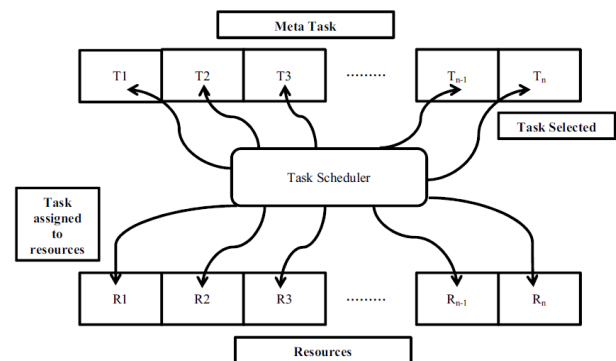 Meta Task
T1 T2 T3 ......... Tn-1 Tn
Task Selected
Task Scheduler
Task
assigned
to
resources
R1 R2 R3 ......... Rn-1 Rn
Resources